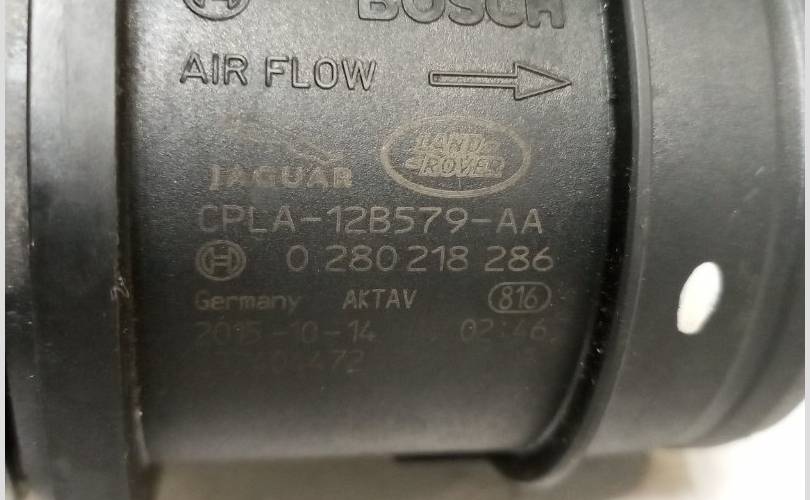 BOSCH
AIR FLOW
JAGUAR
LAND
ROVER
CPLA-12B579-AA
0 280 218 286
Germany AKTAV 816
2015-10-14 02:46